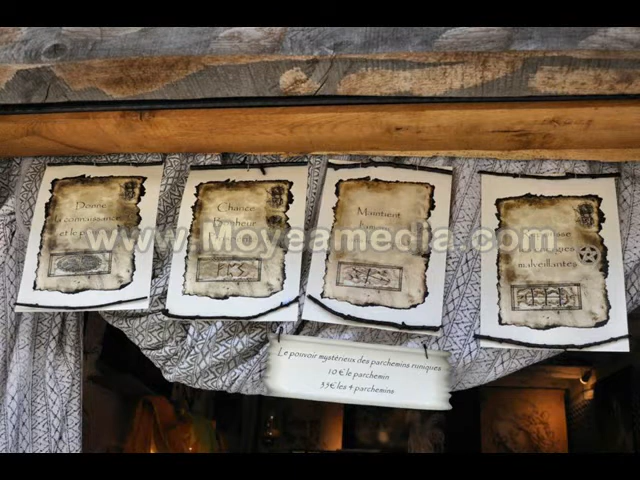 Donne
la connaissance
et le
Chance
Bonheur
Maintient
malveillantes
www.Moyeamedia.com
Le pouvoir mystérieux des parchemins runiques
10 € le parchemin
35€ les 4 parchemins